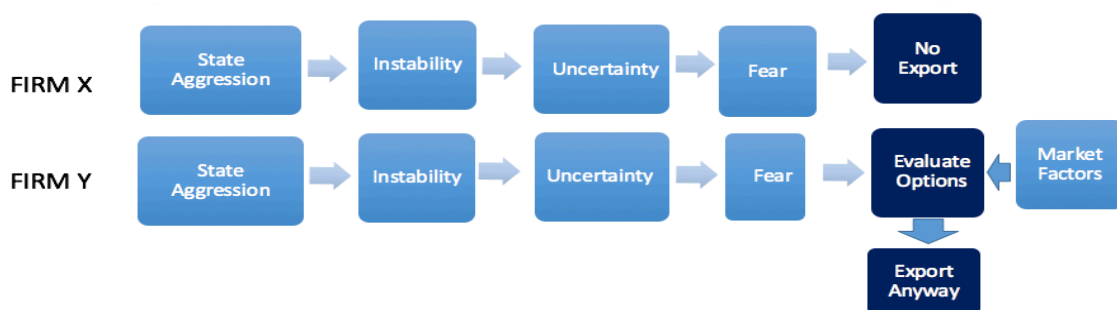 FIRM X
State
Aggression
Instability
Uncertainty
Fear
No
Export
FIRM Y
State
Aggression
Instability
Uncertainty
Fear
Evaluate
Options
Market
Factors
Export
Anyway